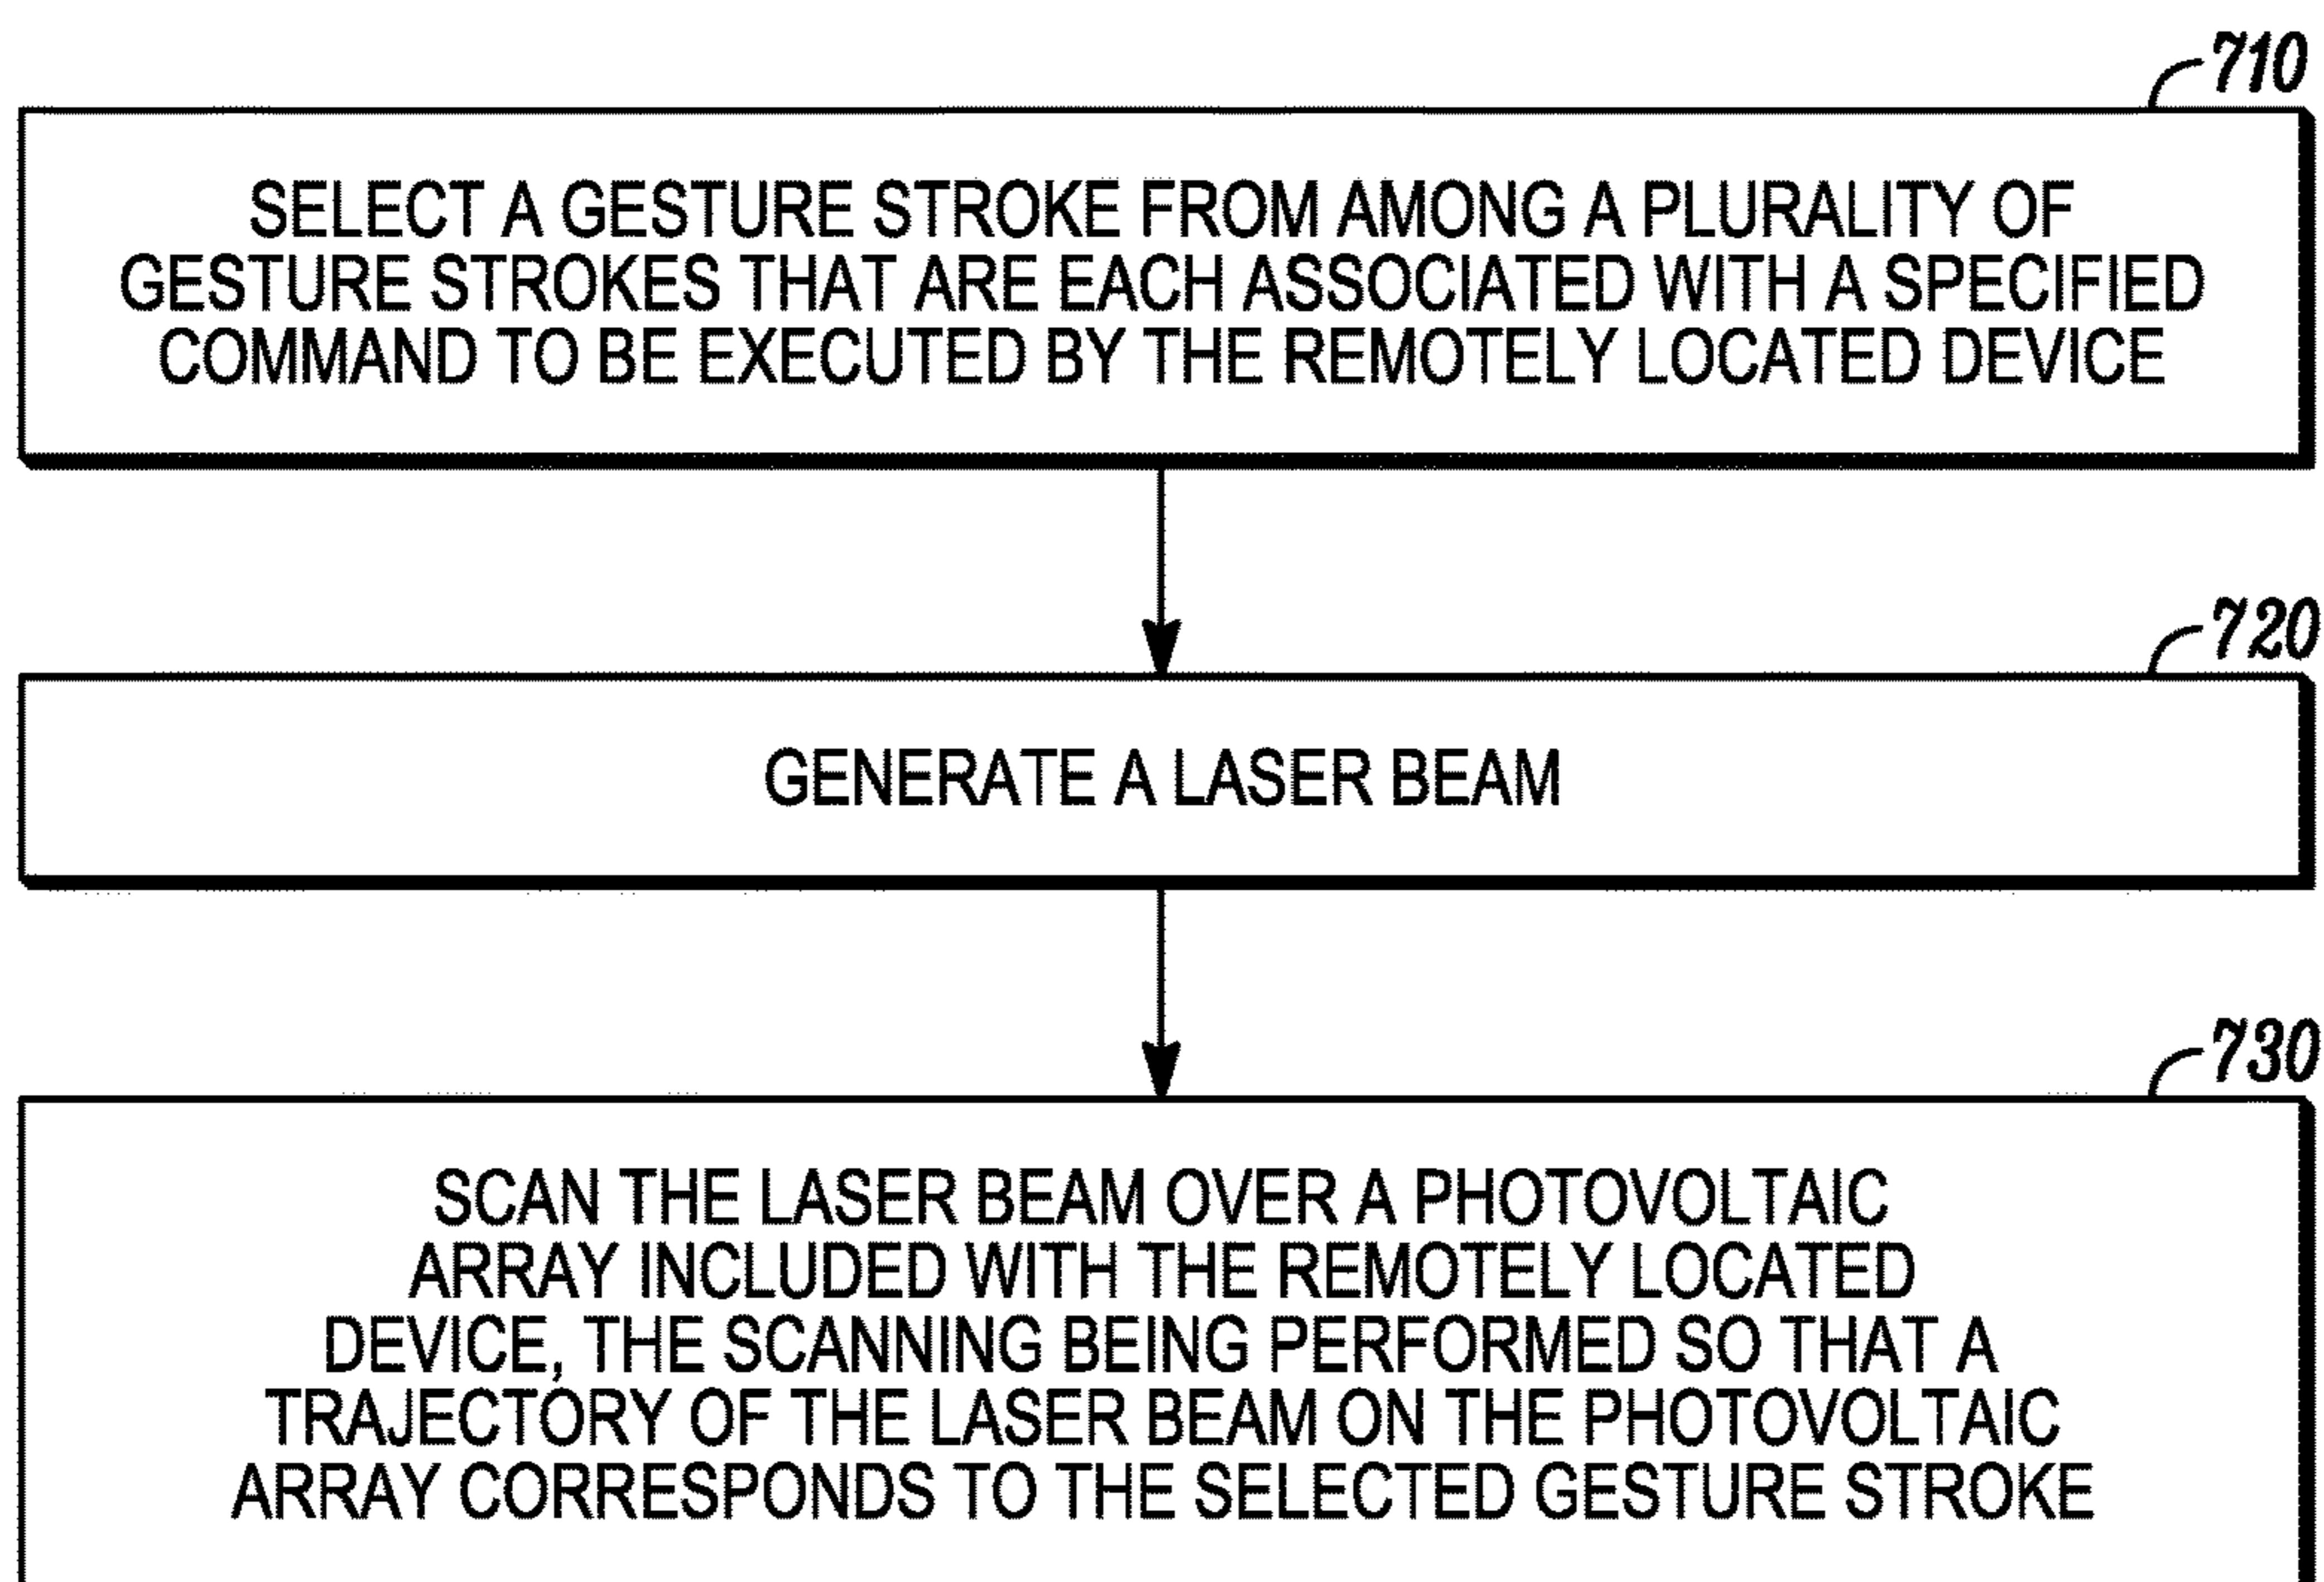 710
SELECT A GESTURE STROKE FROM AMONG A PLURALITY OF
GESTURE STROKES THAT ARE EACH ASSOCIATED WITH A SPECIFIED
COMMAND TO BE EXECUTED BY THE REMOTELY LOCATED DEVICE
720
GENERATE A LASER BEAM
730
SCAN THE LASER BEAM OVER A PHOTOVOLTAIC
ARRAY INCLUDED WITH THE REMOTELY LOCATED
DEVICE, THE SCANNING BEING PERFORMED SO THAT A
TRAJECTORY OF THE LASER BEAM ON THE PHOTOVOLTAIC
ARRAY CORRESPONDS TO THE SELECTED GESTURE STROKE